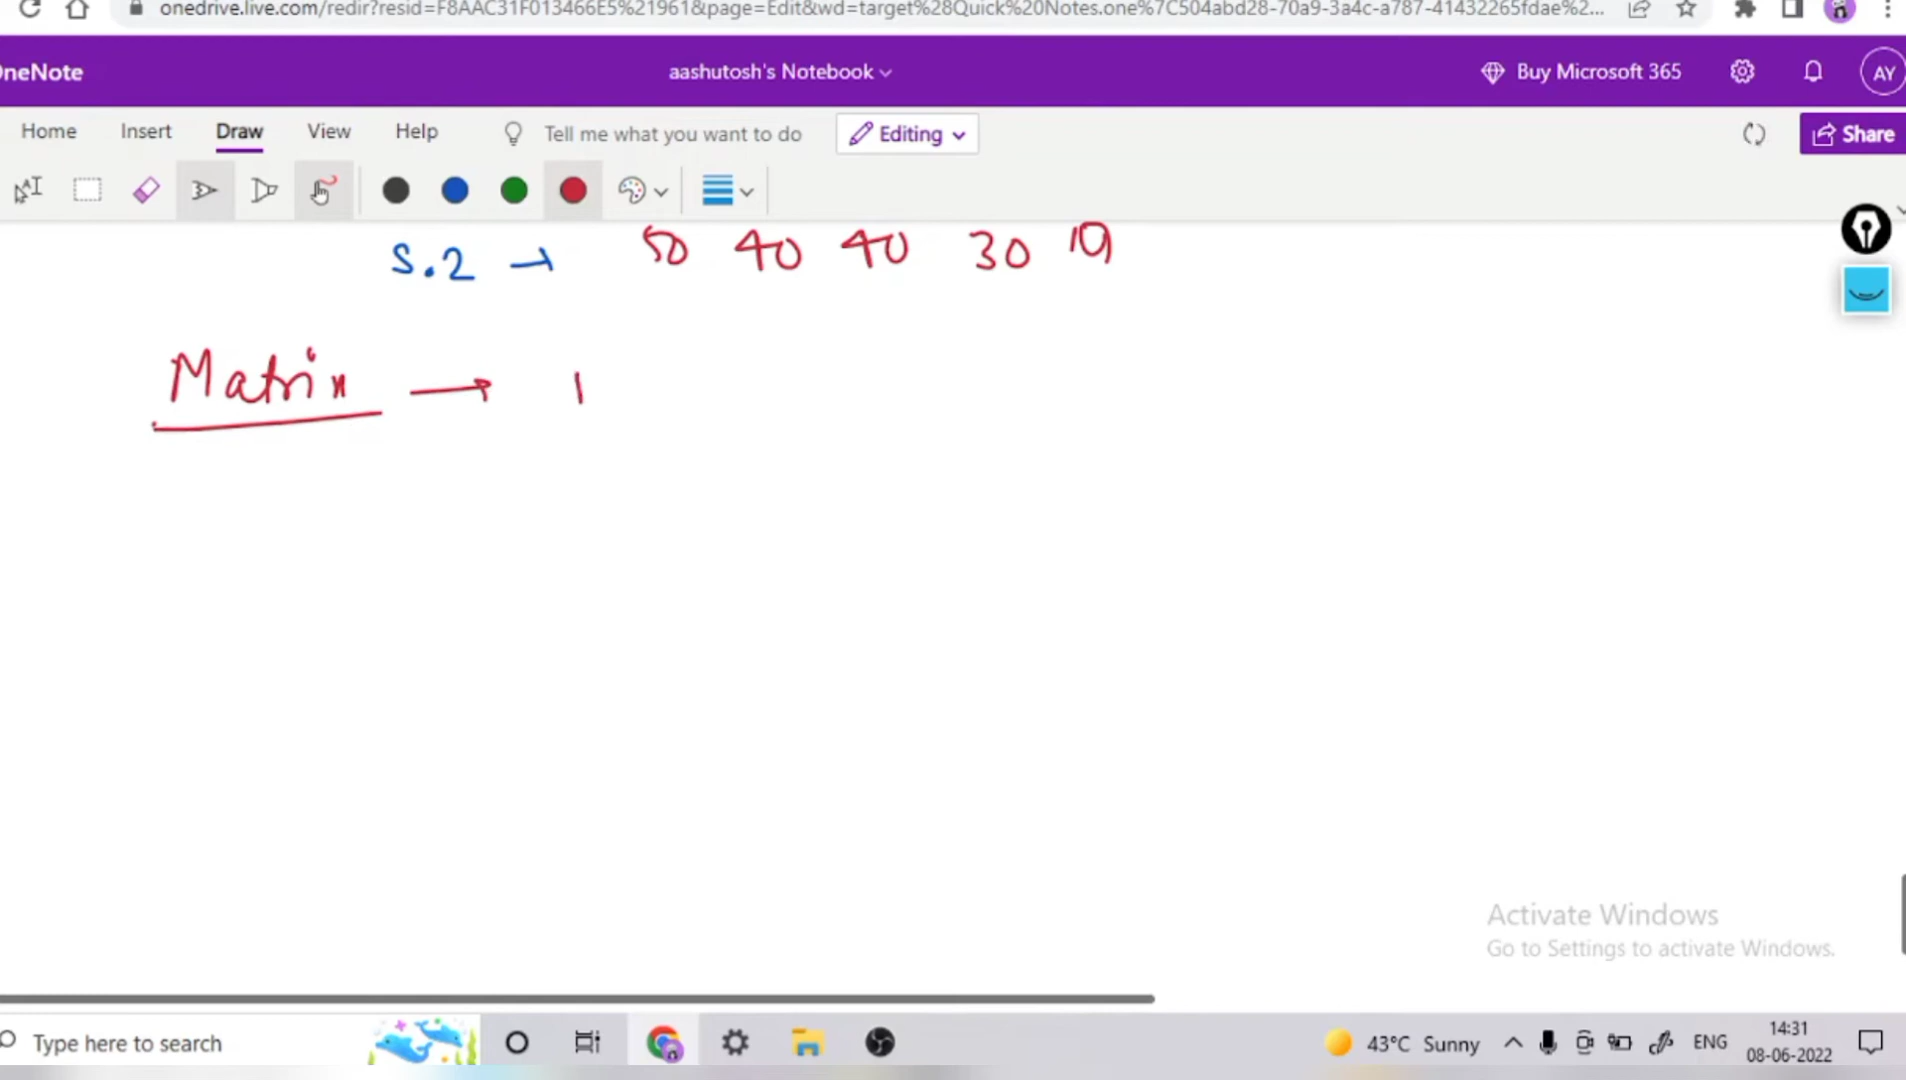 onedrive.live.com/redir?resid=F8AAC31F013466E5%21961&page=Edit&wd=target%28Quick%20Notes.one%7C504abd28-70a9-3a4c-a787-41432265fdae%2...
OneNote aashutosh's Notebook Buy Microsoft 365 AY
Home Insert Draw View Help Tell me what you want to do Editing Share
S.2 → 50 40 40 30 10
Matrix → 1
Activate Windows
Go to Settings to activate Windows.
Type here to search 43°C Sunny ENG 14:31
08-06-2022